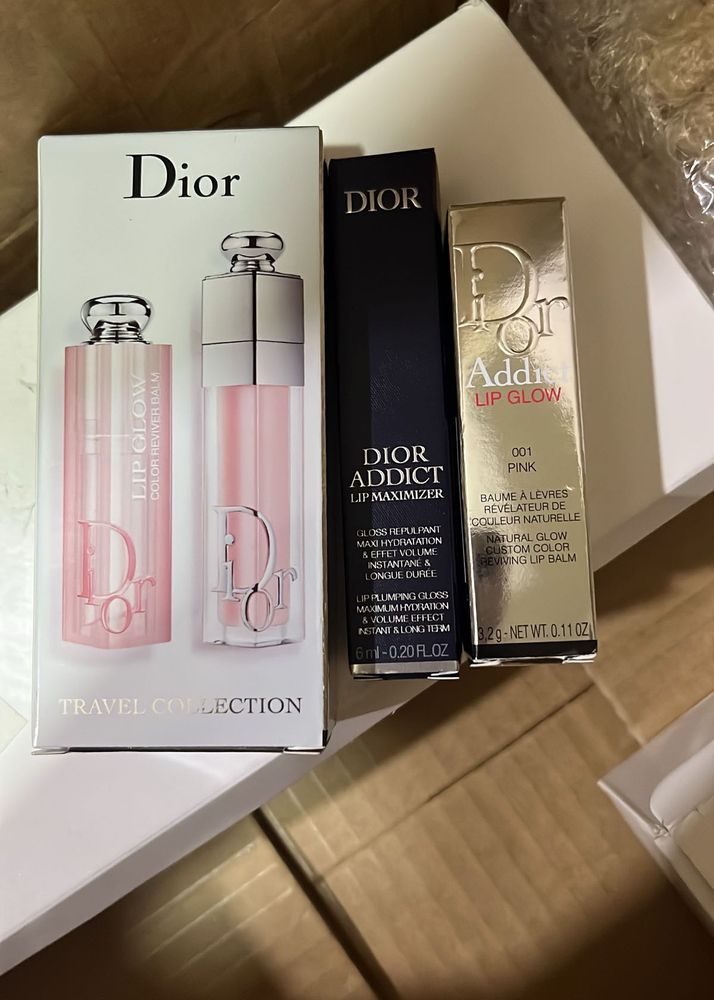 Dior
LIP GLOW
COLOR REVIVER BALM
Dior
Dior
TRAVEL COLLECTION
DIOR
DIOR
ADDICT
LIP MAXIMIZER
GLOSS REPULPANT
MAXI HYDRATATION
& EFFET VOLUME
INSTANTANÉ &
LONGUE DURÉE
LIP PLUMPING GLOSS
MAXIMUM HYDRATION
& VOLUME EFFECT
INSTANT & LONG TERM
6 ml - 0.20 FL.OZ
Dior
Addict
LIP GLOW
001
PINK
BAUME À LÈVRES
RÉVÉLATEUR DE
COULEUR NATURELLE
NATURAL GLOW
CUSTOM COLOR
REVIVING LIP BALM
3,2 g - NET WT. 0.11 OZ